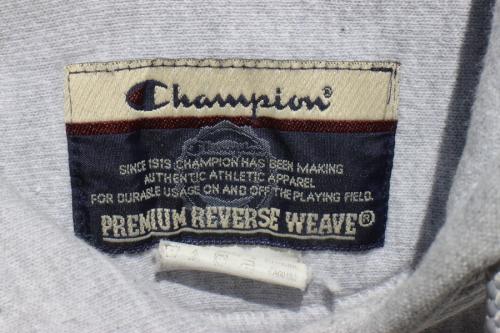 Champion®
SINCE 1919 CHAMPION HAS BEEN MAKING
AUTHENTIC ATHLETIC APPAREL
FOR DURABLE USAGE ON AND OFF THE PLAYING FIELD.
PREMIUM REVERSE WEAVE®